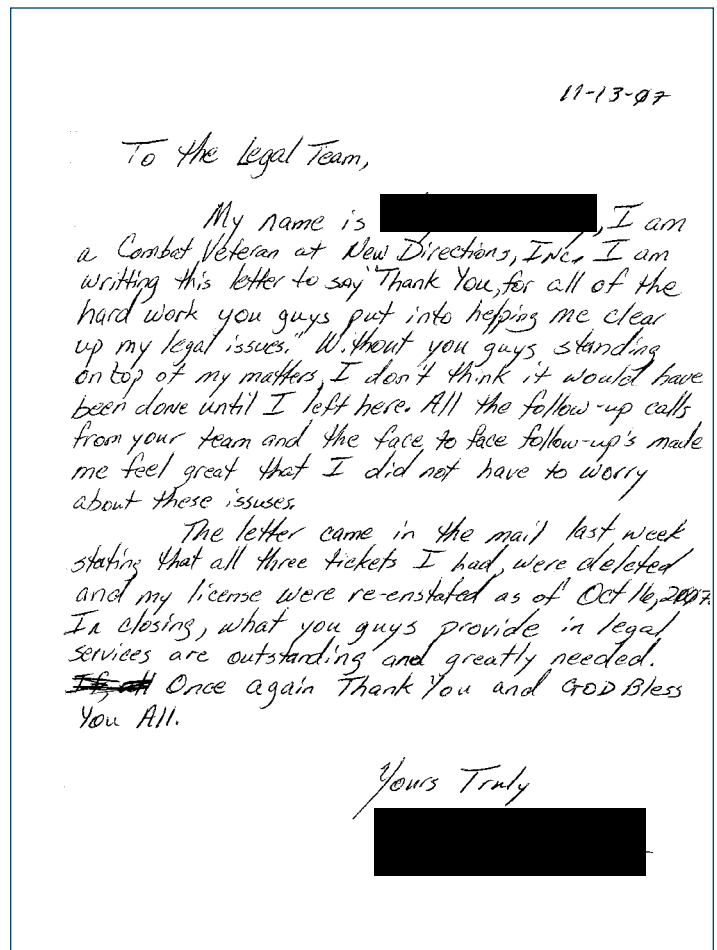 11-13-07
To the Legal Team,
My name is , I am
a Combat Veteran at New Directions, Inc. I am
writting this letter to say "Thank You, for all of the
hard work you guys put into helping me clear
up my legal issues." Without you guys standing
on top of my matters, I don't think it would have
been done until I left here. All the follow-up calls
from your team and the face to face follow-up's made
me feel great that I did not have to worry
about these issuses.
The letter came in the mail last week
stating that all three tickets I had, were deleted
and my license were re-enstated as of Oct 16, 2007.
In closing, what you guys provide in legal
services are outstanding and greatly needed.
Once again Thank You and GOD Bless
You All.
Yours Truly